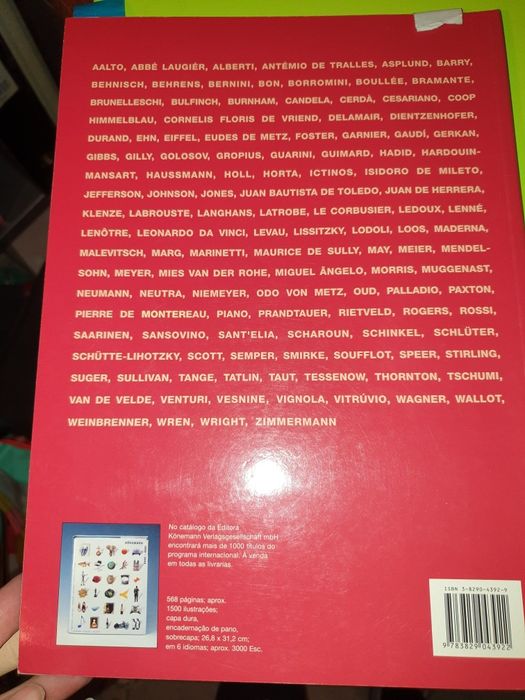 AALTO, ABBÉ LAUGIÉR, ALBERTI, ANTÉMIO DE TRALLES, ASPLUND, BARRY,
BEHNISCH, BEHRENS, BERNINI, BON, BORROMINI, BOULLÉE, BRAMANTE,
BRUNELLESCHI, BULFINCH, BURNHAM, CANDELA, CERDÀ, CESARIANO, COOP
HIMMELBLAU, CORNELIS FLORIS DE VRIEND, DELAMAIR, DIENTZENHOFER,
DURAND, EHN, EIFFEL, EUDES DE METZ, FOSTER, GARNIER, GAUDÍ, GERKAN,
GIBBS, GILLY, GOLOSOV, GROPIUS, GUARINI, GUIMARD, HADID, HARDOUIN-
MANSART, HAUSSMANN, HOLL, HORTA, ICTINOS, ISIDORO DE MILETO,
JEFFERSON, JOHNSON, JONES, JUAN BAUTISTA DE TOLEDO, JUAN DE HERRERA,
KLENZE, LABROUSTE, LANGHANS, LATROBE, LE CORBUSIER, LEDOUX, LENNÉ,
LENÔTRE, LEONARDO DA VINCI, LEVAU, LISSITZKY, LODOLI, LOOS, MADERNA,
MALEVITSCH, MARG, MARINETTI, MAURICE DE SULLY, MAY, MEIER, MENDEL-
SOHN, MEYER, MIES VAN DER ROHE, MIGUEL ÂNGELO, MORRIS, MUGGENAST,
NEUMANN, NEUTRA, NIEMEYER, ODO VON METZ, OUD, PALLADIO, PAXTON,
PIERRE DE MONTEREAU, PIANO, PRANDTAUER, RIETVELD, ROGERS, ROSSI,
SAARINEN, SANSOVINO, SANT'ELIA, SCHAROUN, SCHINKEL, SCHLÜTER,
SCHÜTTE-LIHOTZKY, SCOTT, SEMPER, SMIRKE, SOUFFLOT, SPEER, STIRLING,
SUGER, SULLIVAN, TANGE, TATLIN, TAUT, TESSENOW, THORNTON, TSCHUMI,
VAN DE VELDE, VENTURI, VESNINE, VIGNOLA, VITRÚVIO, WAGNER, WALLOT,
WEINBRENNER, WREN, WRIGHT, ZIMMERMANN
No catálogo da Editora
Könemann Verlagsgesellschaft mbH
encontrará mais de 1000 títulos do
programa internacional. À venda
em todas as livrarias.
568 páginas; aprox.
1500 ilustrações;
capa dura,
encadernação de pano,
sobrecapa; 26,8 x 31,2 cm;
em 6 idiomas; aprox. 3000 Esc.
ISBN 3-8290-4392-9
9 783829 043922